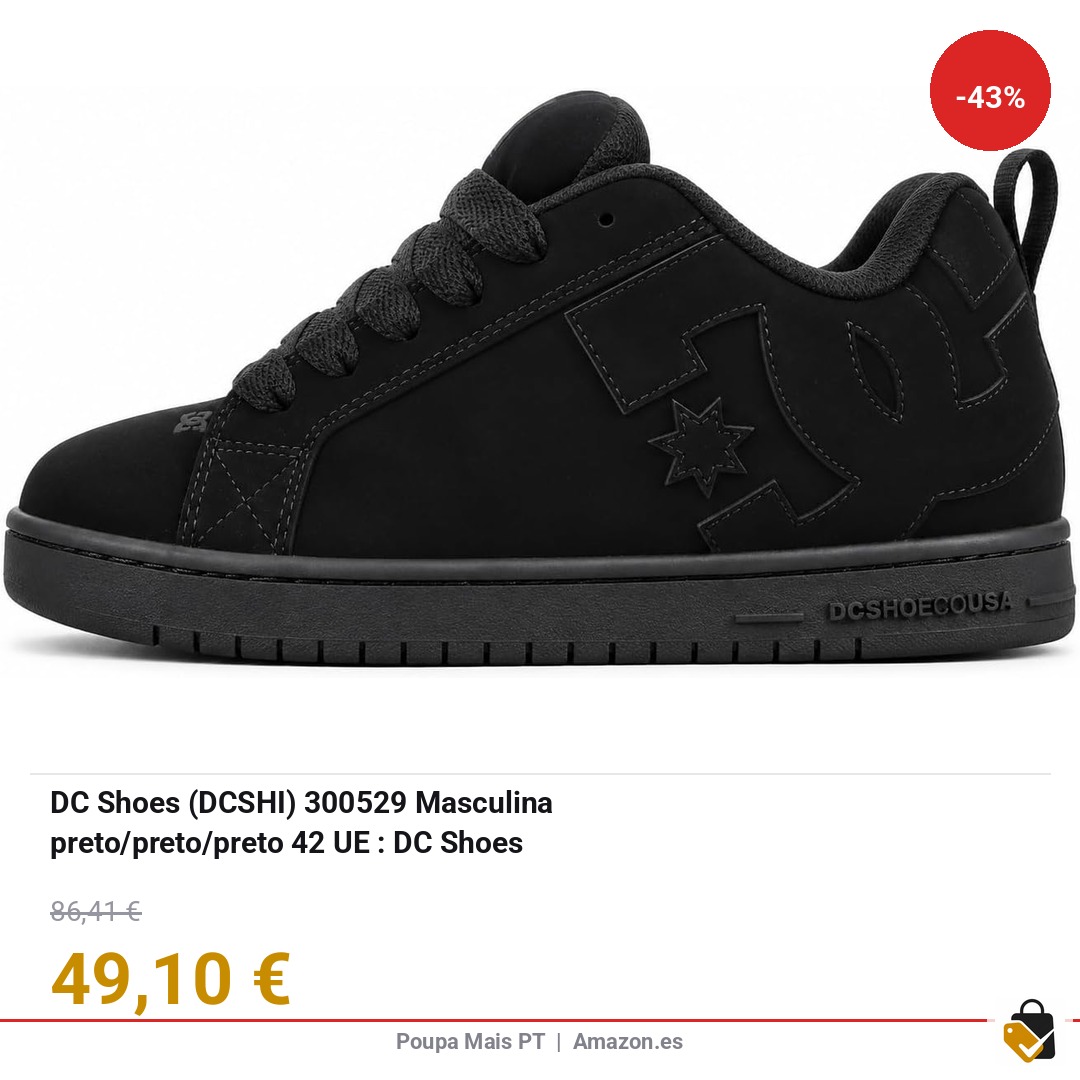 -43%
DCSHOECOUSA
DC Shoes (DCSHI) 300529 Masculina
preto/preto/preto 42 UE : DC Shoes
86,41 €
49,10 €
Poupa Mais PT | Amazon.es